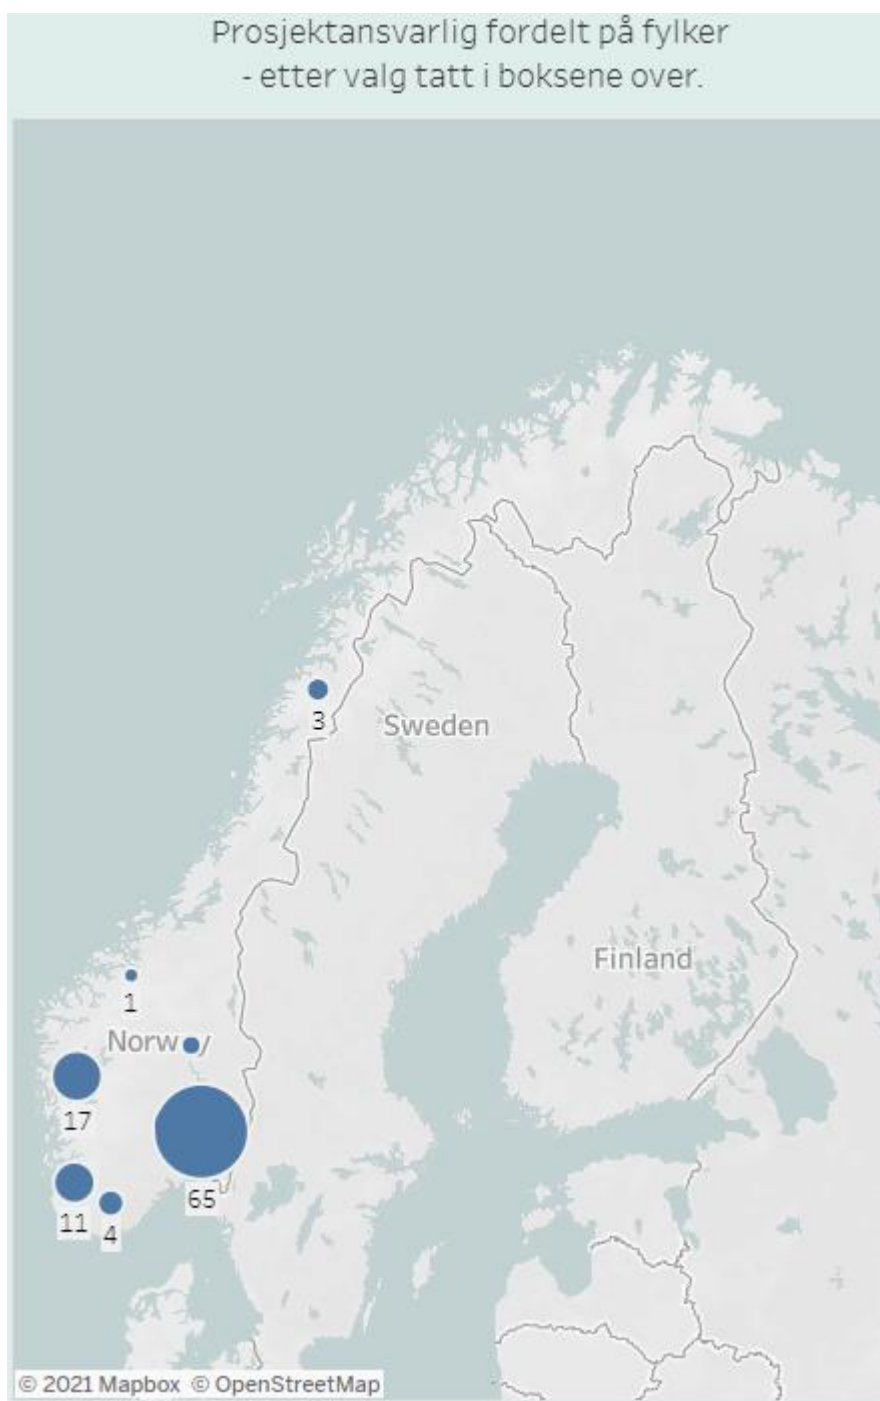 Prosjektansvarlig fordelt på fylker
- etter valg tatt i boksene over.
3
Sweden
Finland
1
Norway
17
65
11
4
© 2021 Mapbox © OpenStreetMap